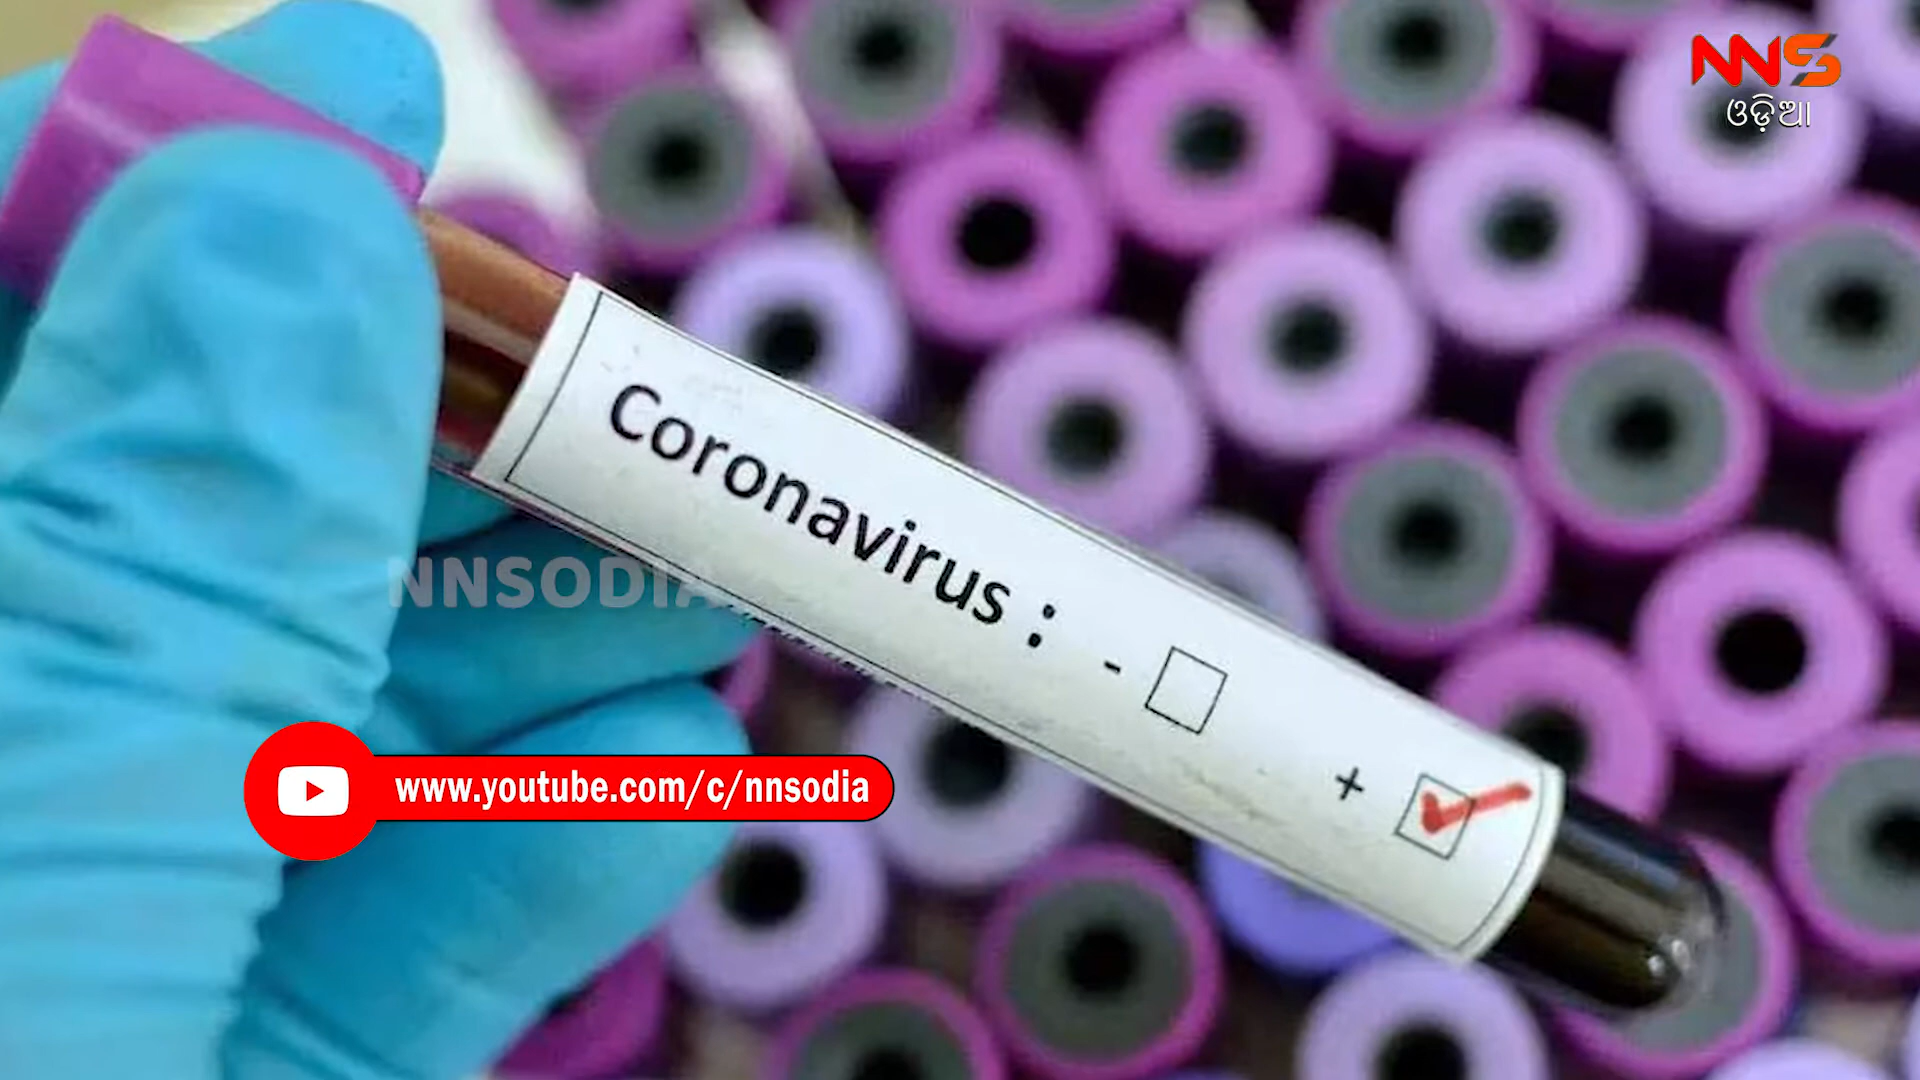 NNS
ଓଡ଼ିଆ
Coronavirus :
-
+
NNSODIA
www.youtube.com/c/nnsodia